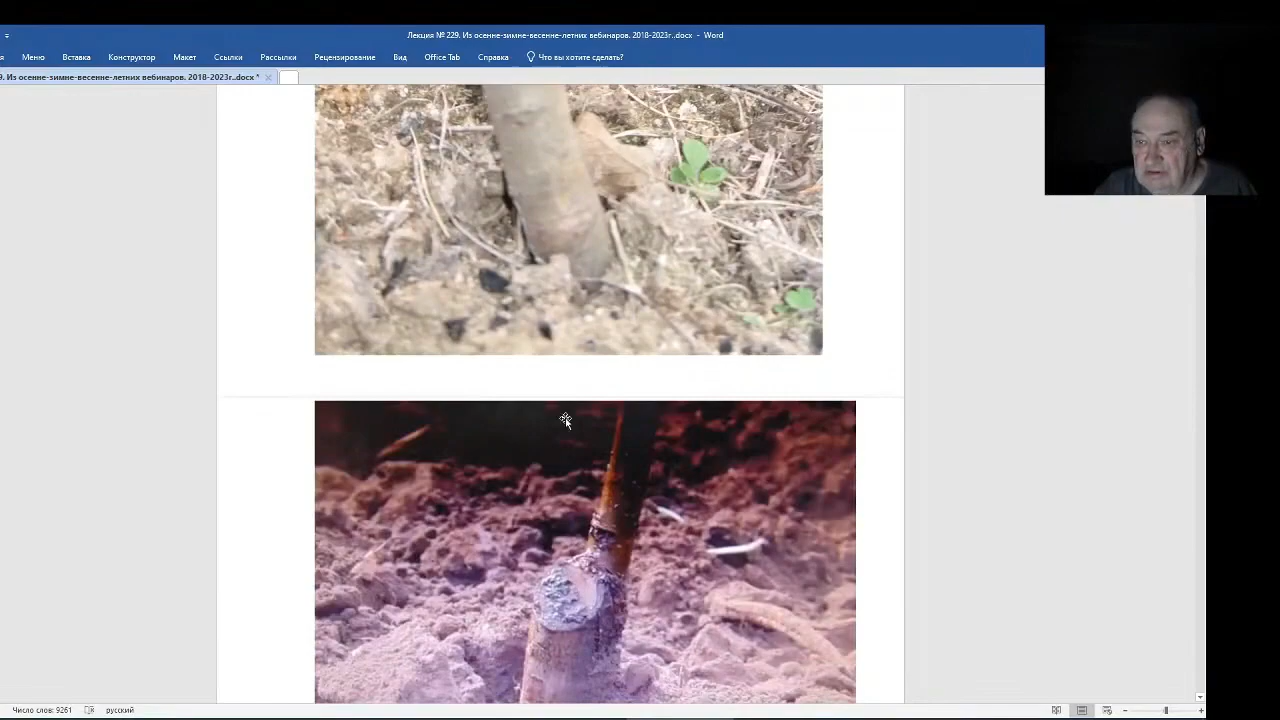 Лекция № 229. Из осенне-зимне-весенне-летних вебинаров. 2018-2023г..docx - Word
я Меню Вставка Конструктор Макет Ссылки Рассылки Рецензирование Вид Office Tab Справка Что вы хотите сделать?
9. Из осенне-зимне-весенне-летних вебинаров. 2018-2023г..docx *
Число слов: 9261 русский